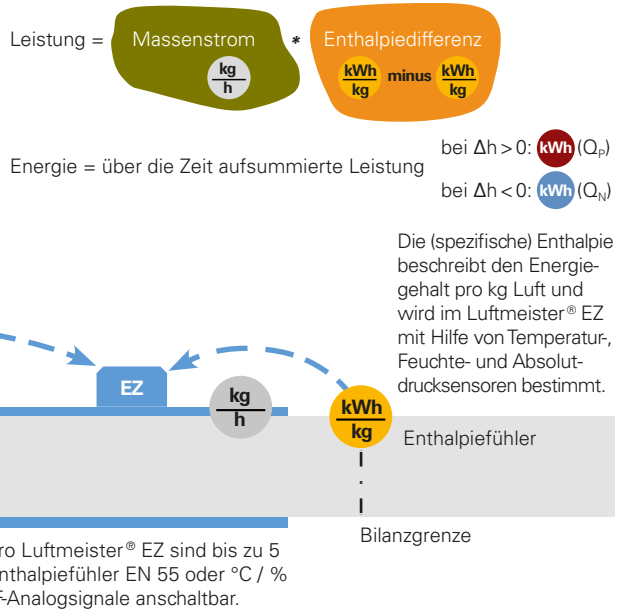 Leistung = Massenstrom * Enthalpiedifferenz
kg
h
kWh
kg
minus
kWh
kg
Energie = über die Zeit aufsummierte Leistung
bei Δh > 0: kWh (QP)
bei Δh < 0: kWh (QN)
Die (spezifische) Enthalpie
beschreibt den Energie-
gehalt pro kg Luft und
wird im Luftmeister® EZ
mit Hilfe von Temperatur-,
Feuchte- und Absolut-
drucksensoren bestimmt.
EZ
kg
h
kWh
kg
Enthalpiefühler
Bilanzgrenze
ro Luftmeister® EZ sind bis zu 5
nthalpiefühler EN 55 oder °C / %
F-Analogsignale anschaltbar.